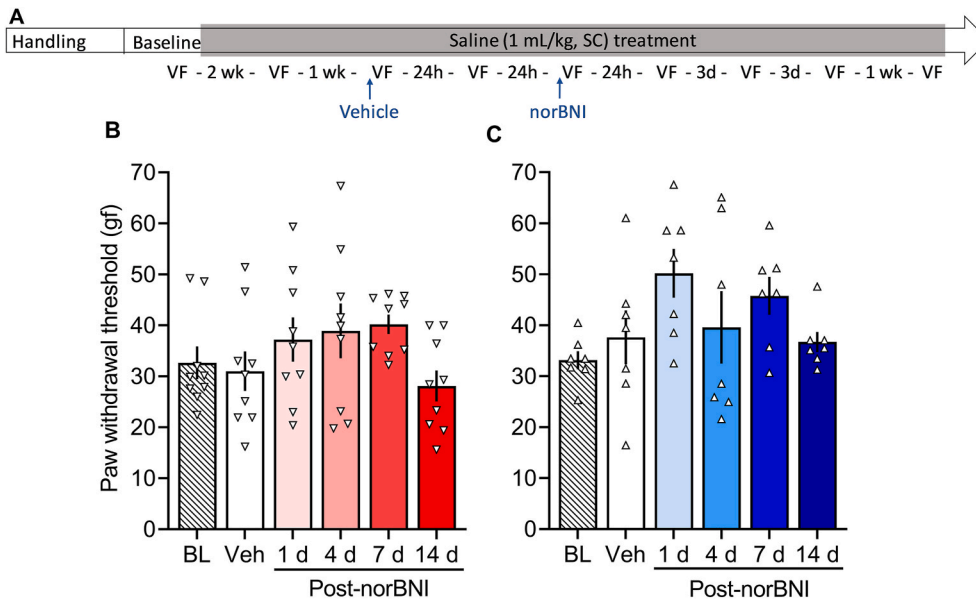 A
Handling Baseline Saline (1 mL/kg, SC) treatment
VF - 2 wk - VF - 1 wk - VF - 24h - VF - 24h - VF - 24h - VF - 3d - VF - 3d - VF - 1 wk - VF
Vehicle norBNI
B
Paw withdrawal threshold (gf)
70
60
50
40
30
20
10
0
BL Veh 1 d 4 d 7 d 14 d
Post-norBNI
C
70
60
50
40
30
20
10
0
BL Veh 1 d 4 d 7 d 14 d
Post-norBNI